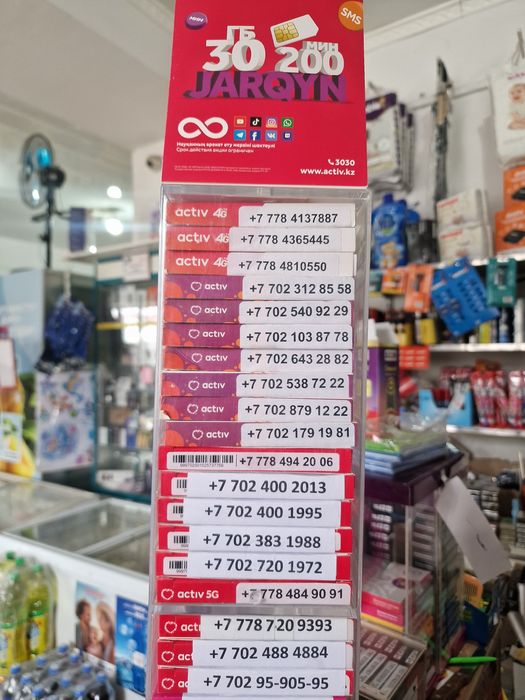 SMS
ГБ МИН
30 200
JARQYN
Науқанның әрекет ету мерзімі шектеулі
Срок действия акции ограничен
3030
www.activ.kz
activ 4G +7 778 4137887
activ 4G +7 778 4365445
activ 4G +7 778 4810550
activ +7 702 312 85 58
activ +7 702 540 92 29
activ +7 702 103 87 78
activ +7 702 643 28 82
activ +7 702 538 72 22
activ +7 702 879 12 22
activ +7 702 179 19 81
+7 778 494 20 06
+7 702 400 2013
+7 702 400 1995
+7 702 383 1988
+7 702 720 1972
activ 5G +7 778 484 90 91
activ +7 778 720 9393
activ +7 702 488 4884
+7 702 95-905-95